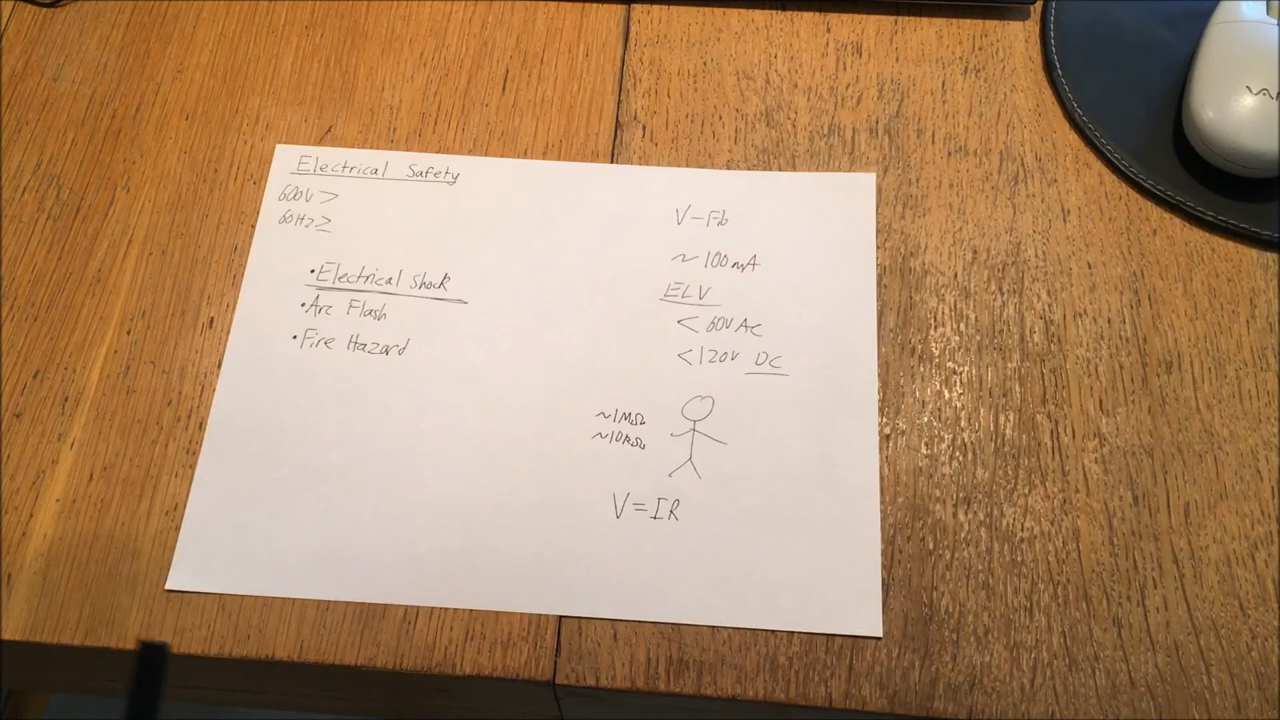 Electrical Safety
600V >
60Hz ≥
•Electrical Shock
•Arc Flash
•Fire Hazard
V-Fib
~100mA
ELV
<60V AC
<120V DC
~1MΩ
~10KΩ
V=IR